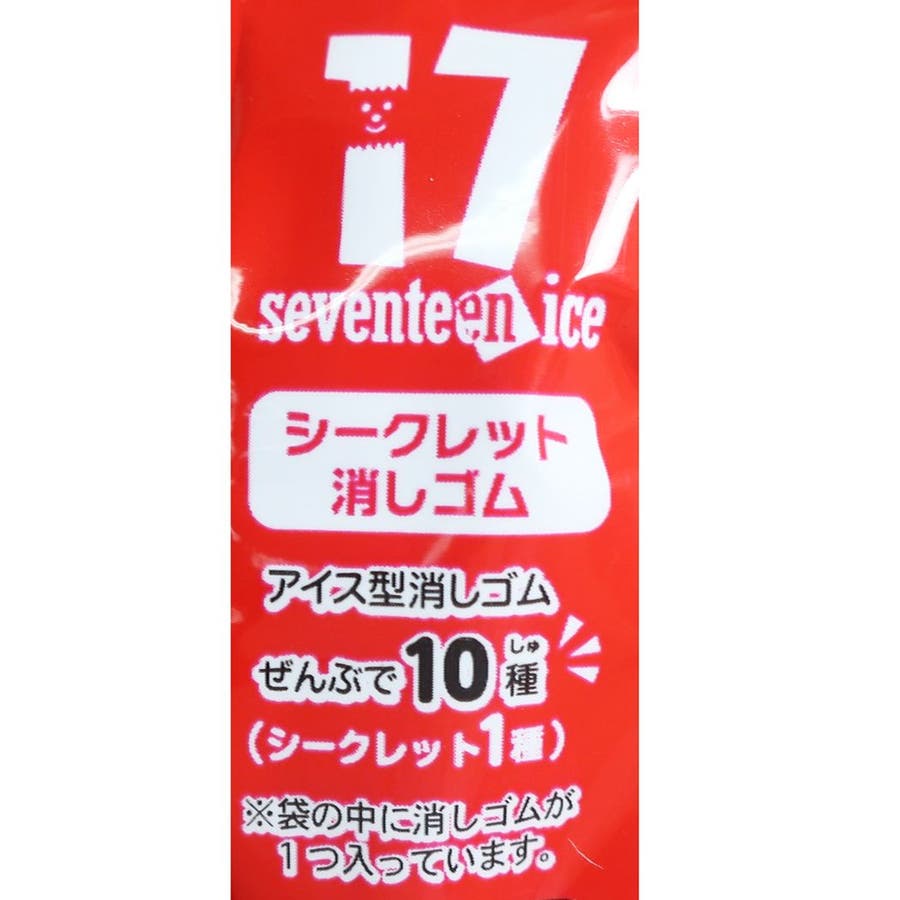 17
seventeen ice
シークレット
消しゴム
アイス型消しゴム
ぜんぶで10種
しゅ
(シークレット1種)
※袋の中に消しゴムが
1つ入っています。